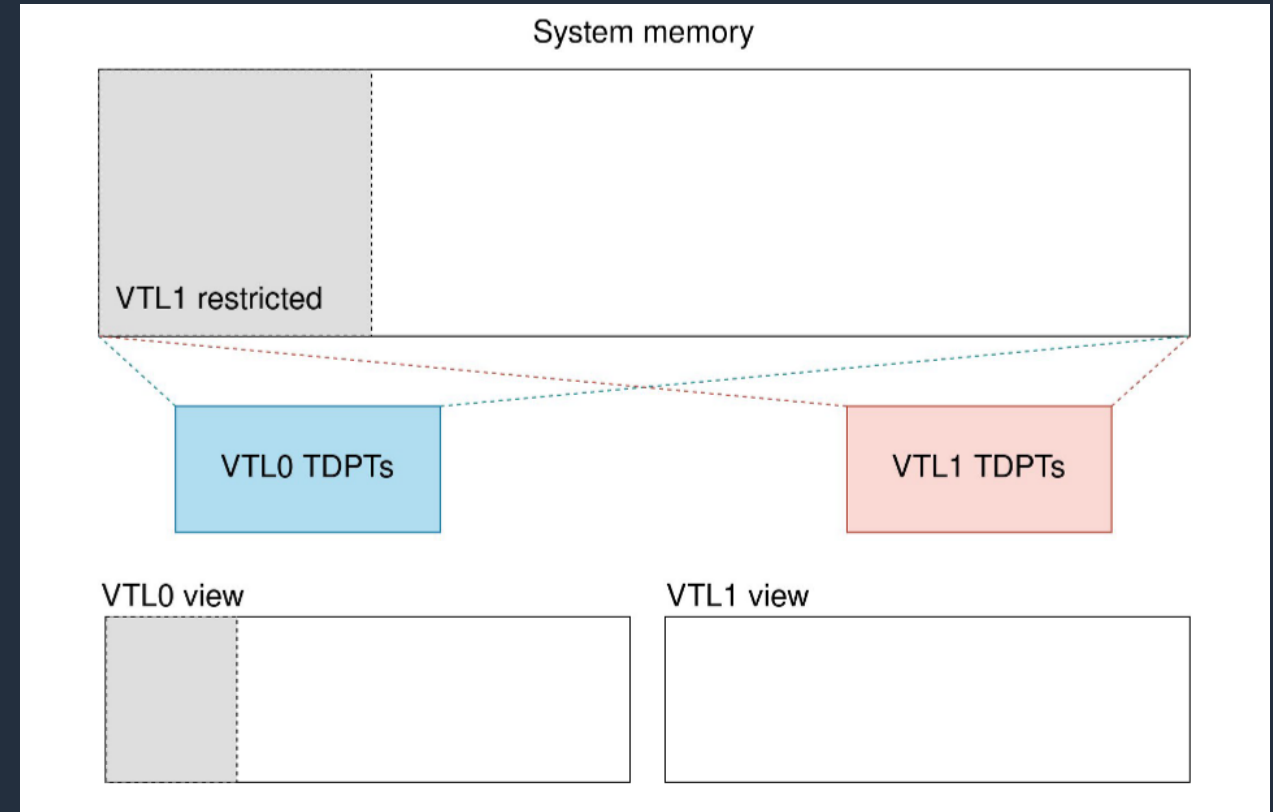 System memory
VTL1 restricted
VTL0 TDPTs
VTL1 TDPTs
VTL0 view
VTL1 view